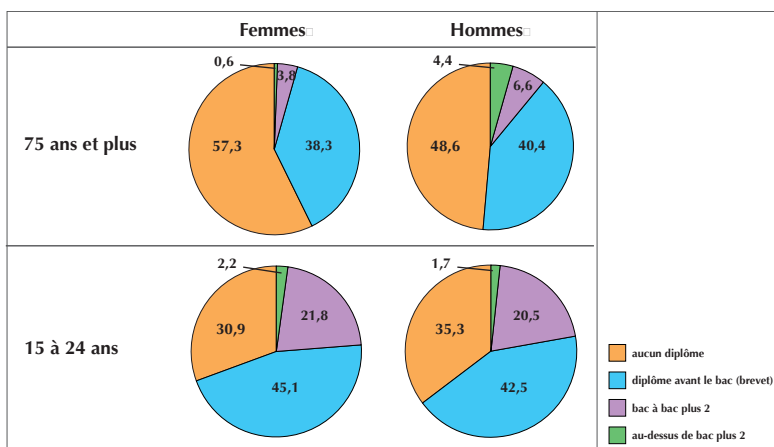 Femmes Hommes
75 ans et plus
0,6
3,8
57,3
38,3
4,4
6,6
48,6
40,4
15 à 24 ans
2,2
21,8
30,9
45,1
1,7
20,5
35,3
42,5
aucun diplôme
diplôme avant le bac (brevet)
bac à bac plus 2
au-dessus de bac plus 2